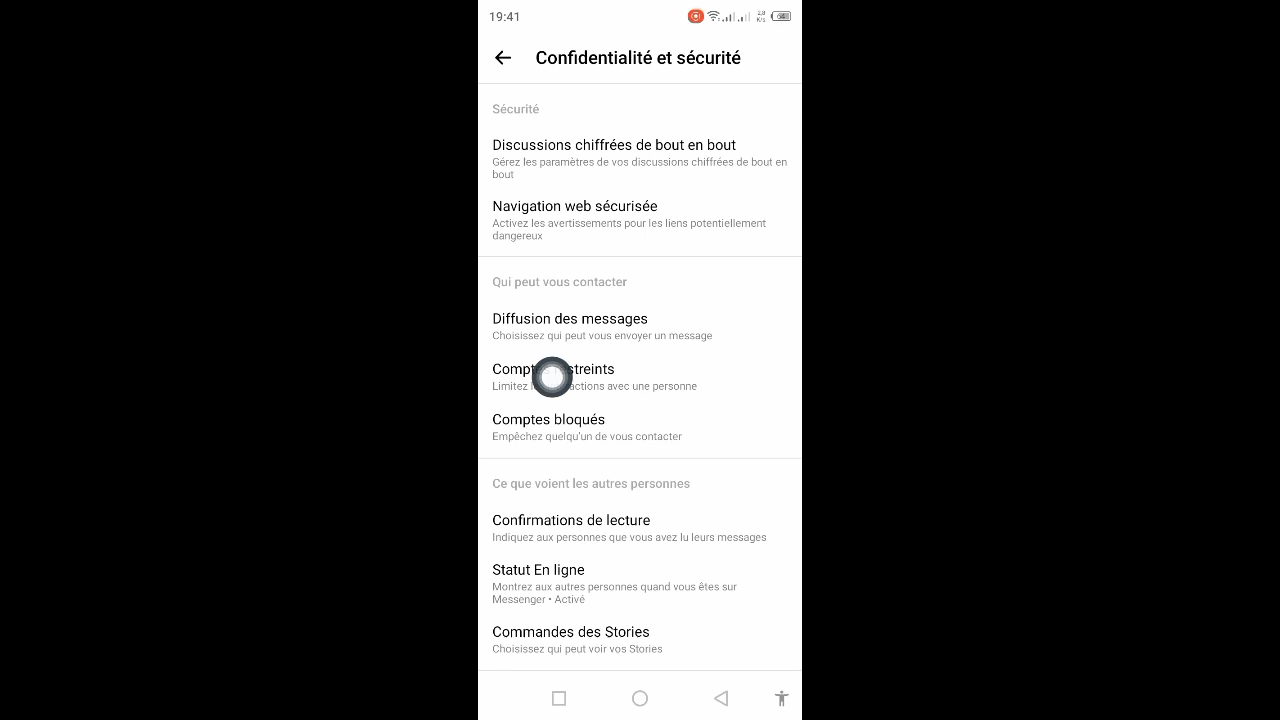 19:41
2,8
K/s
Confidentialité et sécurité
Sécurité
Discussions chiffrées de bout en bout
Gérez les paramètres de vos discussions chiffrées de bout en
bout
Navigation web sécurisée
Activez les avertissements pour les liens potentiellement
dangereux
Qui peut vous contacter
Diffusion des messages
Choisissez qui peut vous envoyer un message
Comptes restreints
Limitez avec une personne
Comptes bloqués
Empêchez quelqu'un de vous contacter
Ce que voient les autres personnes
Confirmations de lecture
Indiquez aux personnes que vous avez lu leurs messages
Statut En ligne
Montrez aux autres personnes quand vous êtes sur
Messenger • Activé
Commandes des Stories
Choisissez qui peut voir vos Stories